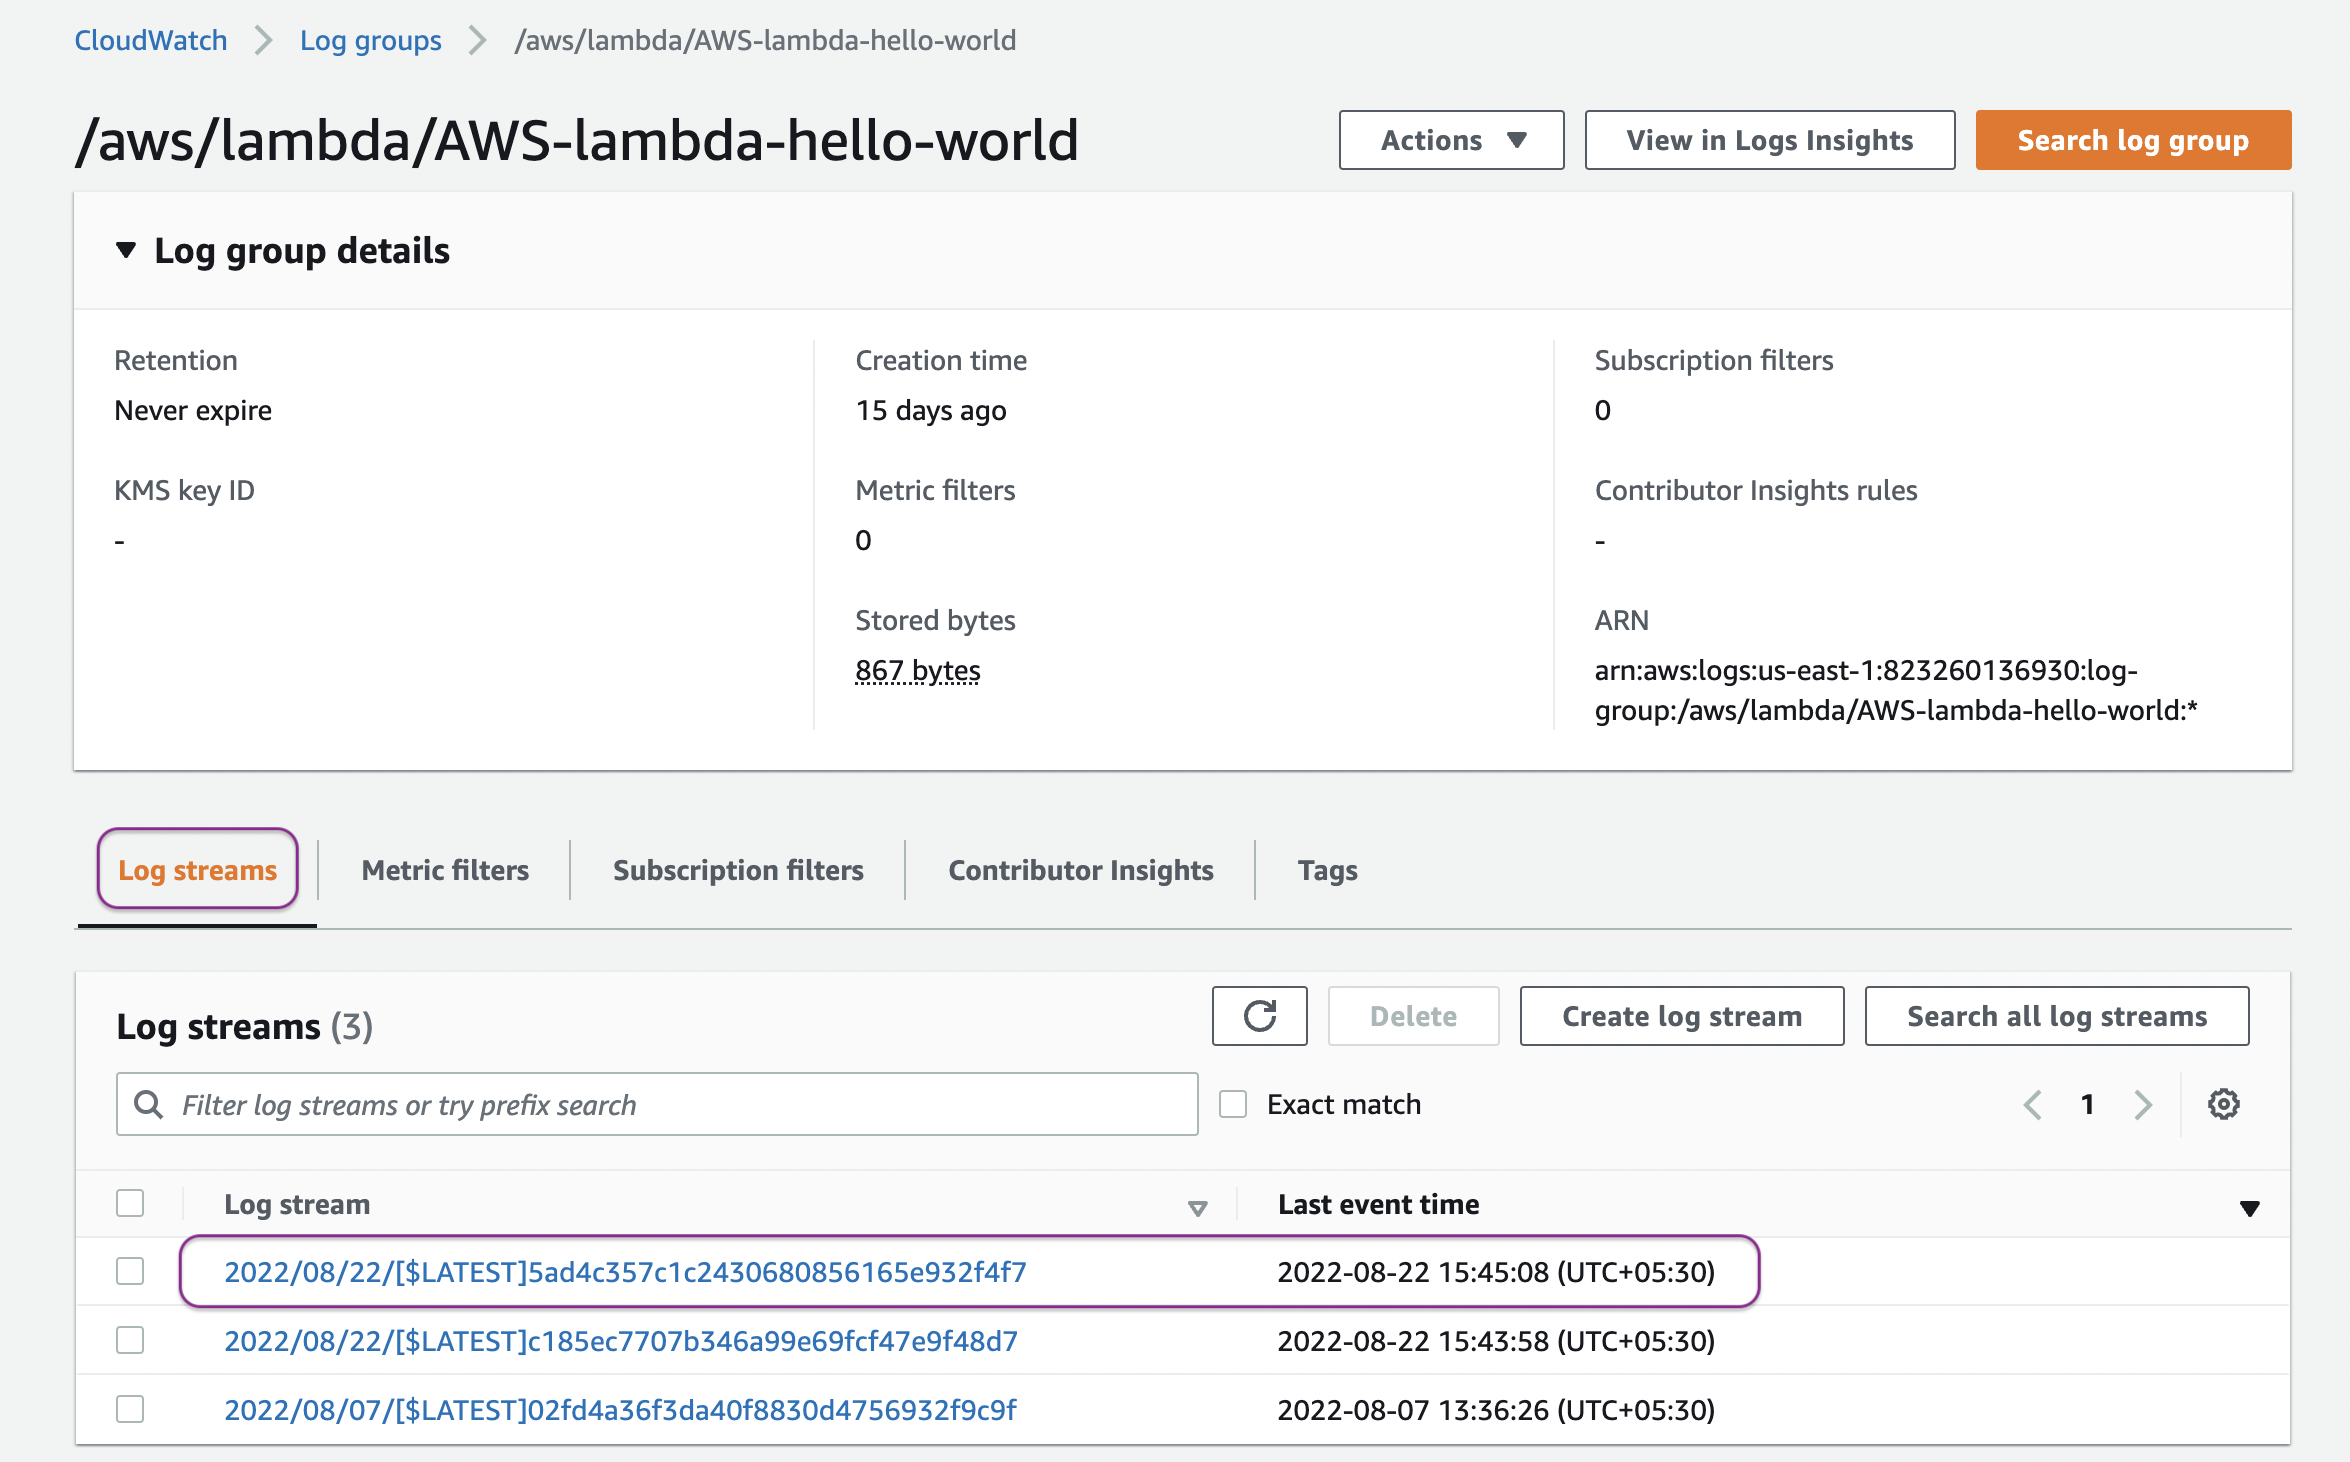 CloudWatch > Log groups > /aws/lambda/AWS-lambda-hello-world
/aws/lambda/AWS-lambda-hello-world
Actions
View in Logs Insights
Search log group
Log group details
Retention
Never expire
KMS key ID
-
Creation time
15 days ago
Metric filters
0
Stored bytes
867 bytes
Subscription filters
0
Contributor Insights rules
-
ARN
arn:aws:logs:us-east-1:823260136930:log-
group:/aws/lambda/AWS-lambda-hello-world:*
Log streams
Metric filters
Subscription filters
Contributor Insights
Tags
Log streams (3)
Delete
Create log stream
Search all log streams
Filter log streams or try prefix search
Exact match
1
Log stream
Last event time
2022/08/22/[$LATEST]5ad4c357c1c2430680856165e932f4f7 2022-08-22 15:45:08 (UTC+05:30)
2022/08/22/[$LATEST]c185ec7707b346a99e69fcf47e9f48d7 2022-08-22 15:43:58 (UTC+05:30)
2022/08/07/[$LATEST]02fd4a36f3da40f8830d4756932f9c9f 2022-08-07 13:36:26 (UTC+05:30)